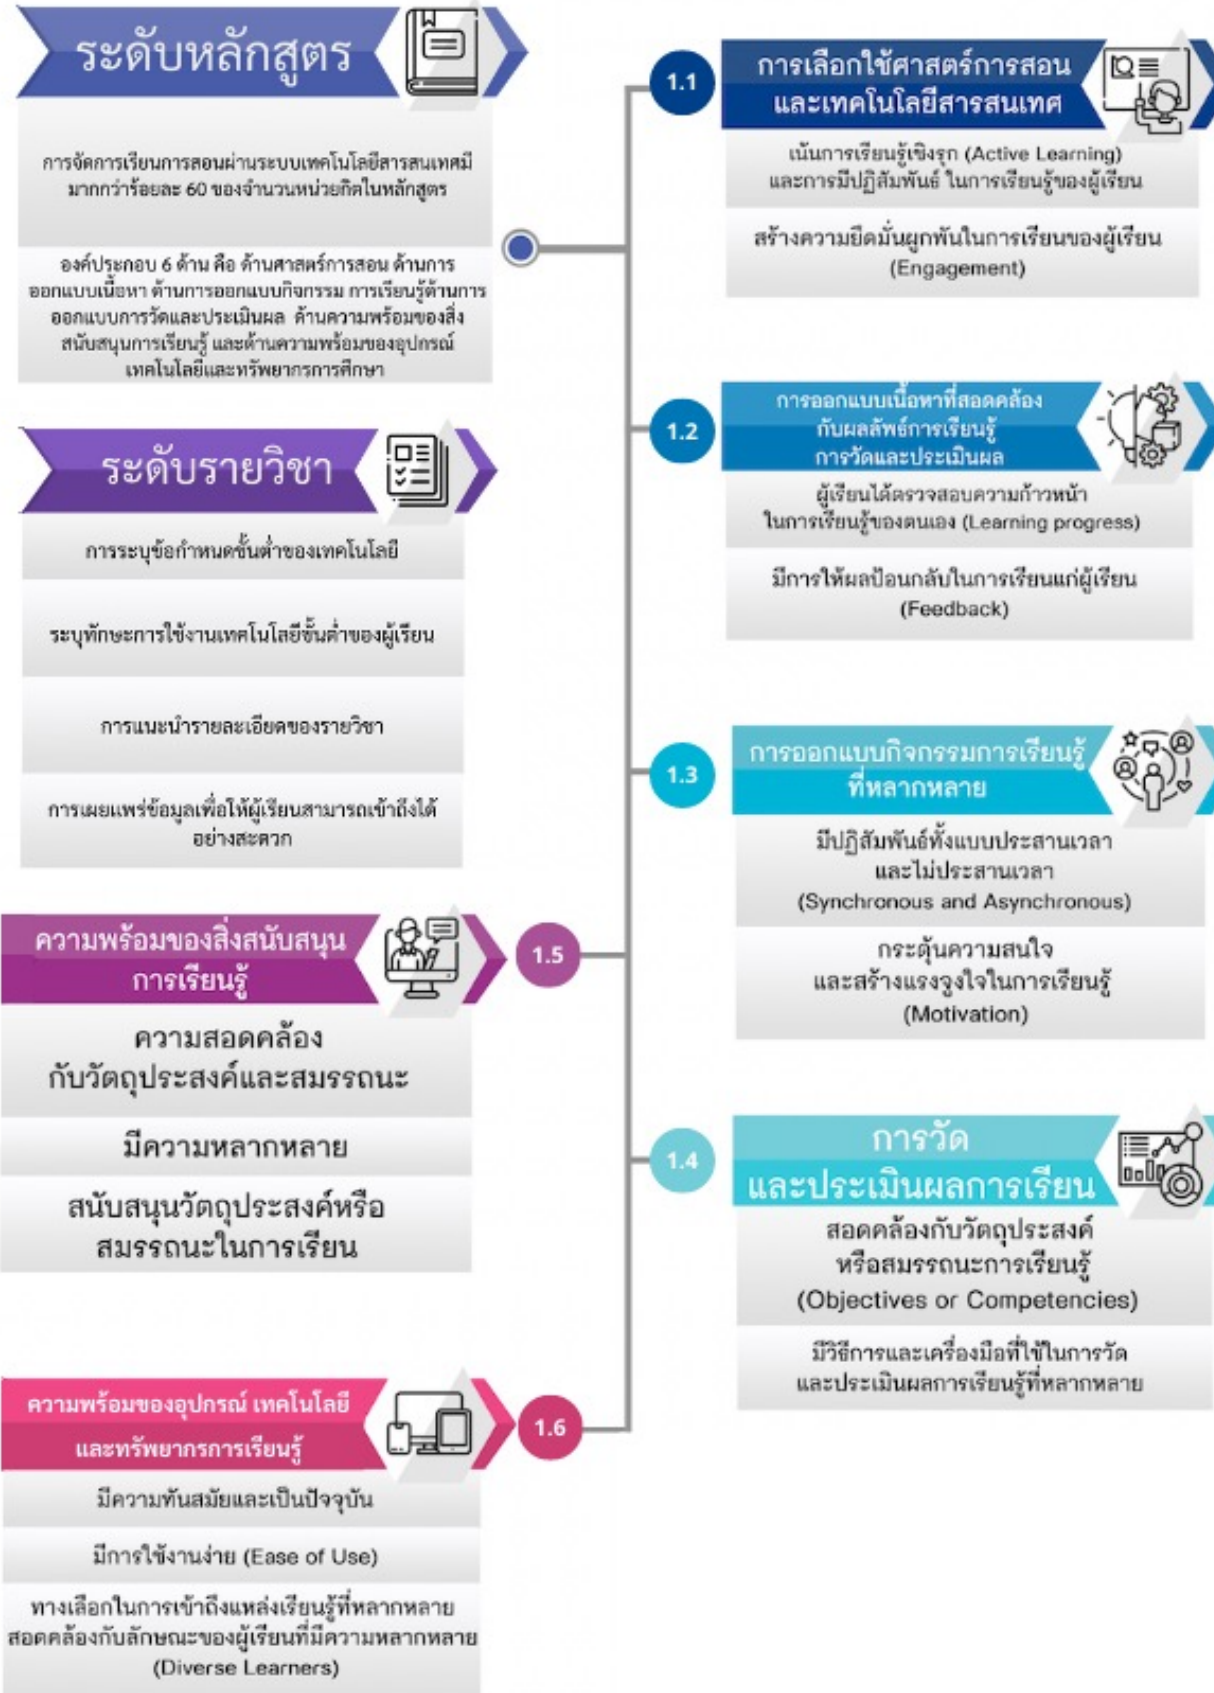 ระดับหลักสูตร
การจัดการเรียนการสอนผ่านระบบเทคโนโลยีสารสนเทศมี
มากกว่าร้อยละ 60 ของจำนวนหน่วยกิตในหลักสูตร
องค์ประกอบ 6 ด้าน คือ ด้านศาสตร์การสอน ด้านการ
ออกแบบเนื้อหา ด้านการออกแบบกิจกรรม การเรียนรู้ด้านการ
ออกแบบการวัดและประเมินผล ด้านความพร้อมของสิ่ง
สนับสนุนการเรียนรู้ และด้านความพร้อมของอุปกรณ์
เทคโนโลยีและทรัพยากรการศึกษา
1.1
การเลือกใช้ศาสตร์การสอน
และเทคโนโลยีสารสนเทศ
เน้นการเรียนรู้เชิงรุก (Active Learning)
และการมีปฏิสัมพันธ์ ในการเรียนรู้ของผู้เรียน
สร้างความยึดมั่นผูกพันในการเรียนของผู้เรียน
(Engagement)
1.2
การออกแบบเนื้อหาที่สอดคล้อง
กับผลลัพธ์การเรียนรู้
การวัดและประเมินผล
ผู้เรียนได้ตรวจสอบความก้าวหน้า
ในการเรียนรู้ของตนเอง (Learning progress)
มีการให้ผลป้อนกลับในการเรียนแก่ผู้เรียน
(Feedback)
ระดับรายวิชา
การระบุข้อกำหนดขั้นต่ำของเทคโนโลยี
ระบุทักษะการใช้งานเทคโนโลยีขั้นต่ำของผู้เรียน
การแนะนำรายละเอียดของรายวิชา
การเผยแพร่ข้อมูลเพื่อให้ผู้เรียนสามารถเข้าถึงได้
อย่างสะดวก
1.3
การออกแบบกิจกรรมการเรียนรู้
ที่หลากหลาย
มีปฏิสัมพันธ์ทั้งแบบประสานเวลา
และไม่ประสานเวลา
(Synchronous and Asynchronous)
กระตุ้นความสนใจ
และสร้างแรงจูงใจในการเรียนรู้
(Motivation)
1.4
การวัด
และประเมินผลการเรียน
สอดคล้องกับวัตถุประสงค์
หรือสมรรถนะการเรียนรู้
(Objectives or Competencies)
มีวิธีการและเครื่องมือที่ใช้ในการวัด
และประเมินผลการเรียนรู้ที่หลากหลาย
ความพร้อมของสิ่งสนับสนุน
การเรียนรู้
1.5
ความสอดคล้อง
กับวัตถุประสงค์และสมรรถนะ
มีความหลากหลาย
สนับสนุนวัตถุประสงค์หรือ
สมรรถนะในการเรียน
ความพร้อมของอุปกรณ์ เทคโนโลยี
และทรัพยากรการเรียนรู้
1.6
มีความทันสมัยและเป็นปัจจุบัน
มีการใช้งานง่าย (Ease of Use)
ทางเลือกในการเข้าถึงแหล่งเรียนรู้ที่หลากหลาย
สอดคล้องกับลักษณะของผู้เรียนที่มีความหลากหลาย
(Diverse Learners)